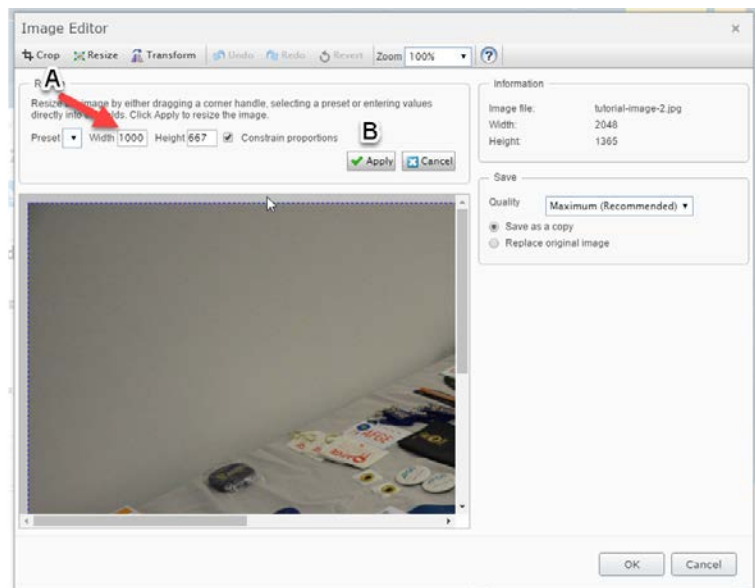 Image Editor
Crop Resize Transform Undo Redo Revert Zoom 100%
A
Resize image by either dragging a corner handle, selecting a preset or entering values
directly into fields. Click Apply to resize the image.
B
Preset Width 1000 Height 667 Constrain proportions
Apply Cancel
Information
Image file: tutorial-image-2.jpg
Width: 2048
Height: 1365
Save
Quality Maximum (Recommended)
Save as a copy
Replace original image
AFGE
OK Cancel